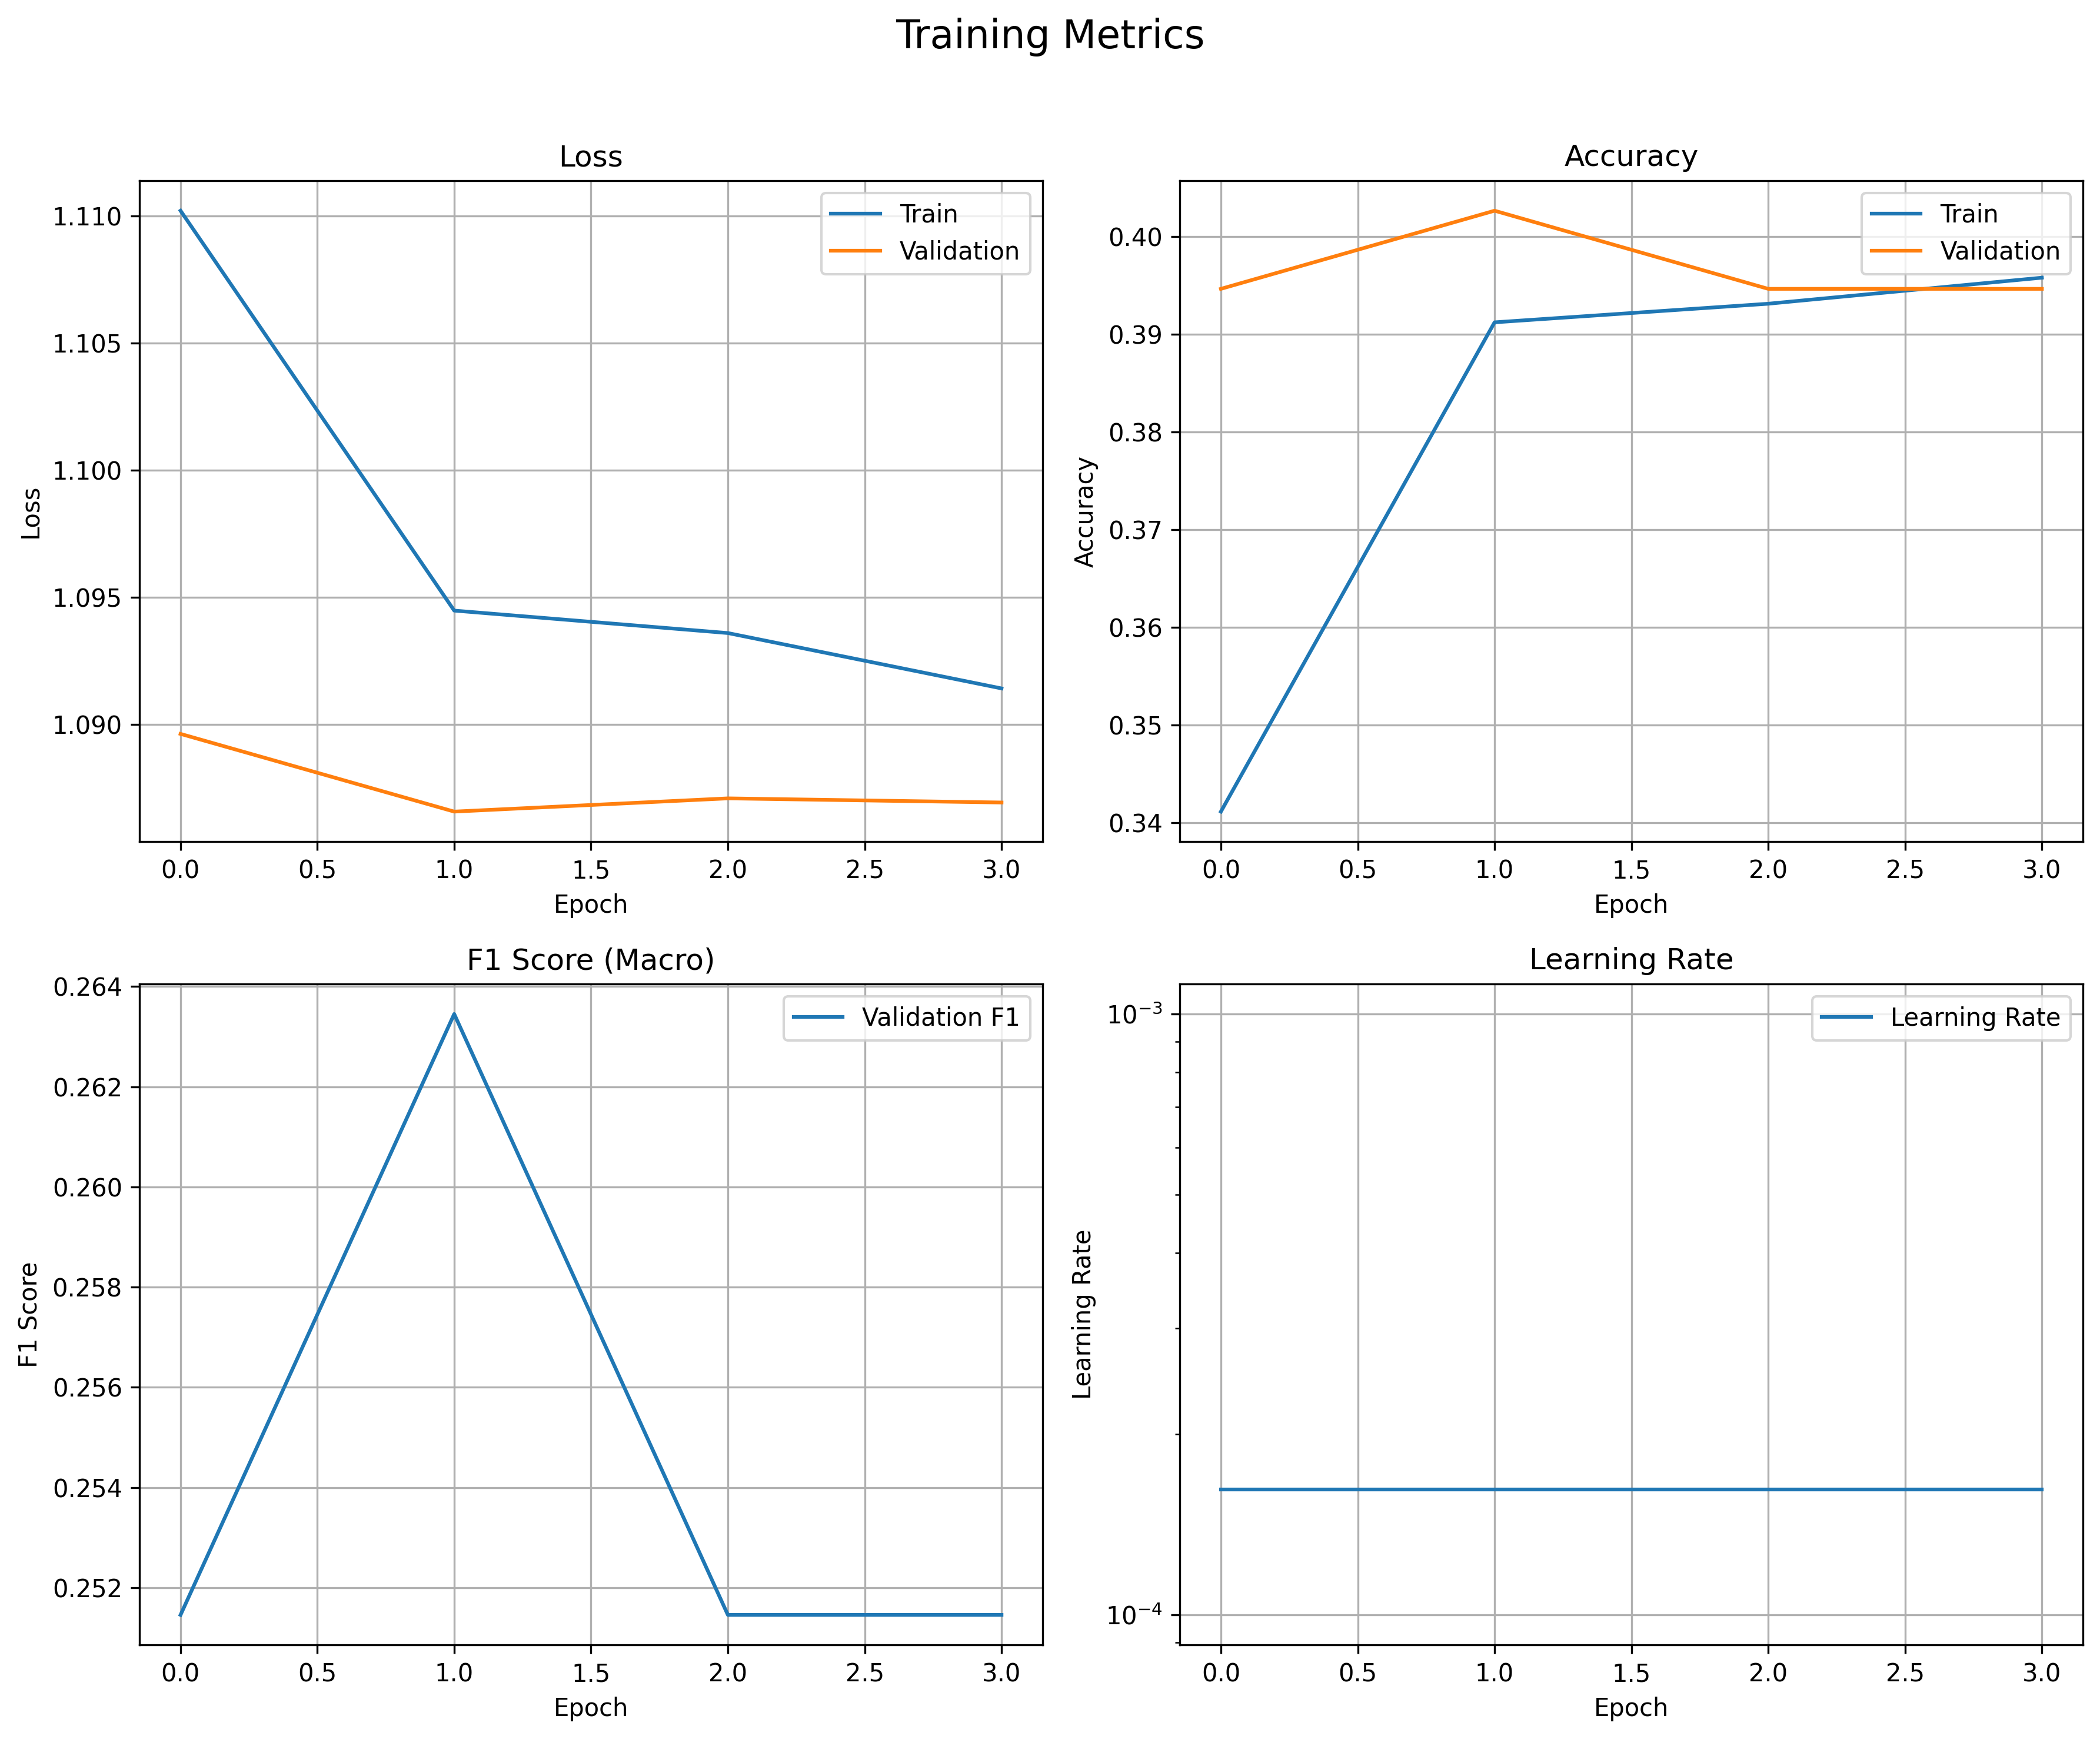 Training Metrics
Loss
1.110
1.105
1.100
1.095
1.090
Loss
Train
Validation
0.0 0.5 1.0 1.5 2.0 2.5 3.0
Epoch
Accuracy
0.40
0.39
0.38
0.37
0.36
0.35
0.34
Accuracy
Train
Validation
0.0 0.5 1.0 1.5 2.0 2.5 3.0
Epoch
F1 Score (Macro)
0.264
0.262
0.260
0.258
0.256
0.254
0.252
F1 Score
Validation F1
0.0 0.5 1.0 1.5 2.0 2.5 3.0
Epoch
Learning Rate
10⁻³
10⁻⁴
Learning Rate
Learning Rate
0.0 0.5 1.0 1.5 2.0 2.5 3.0
Epoch